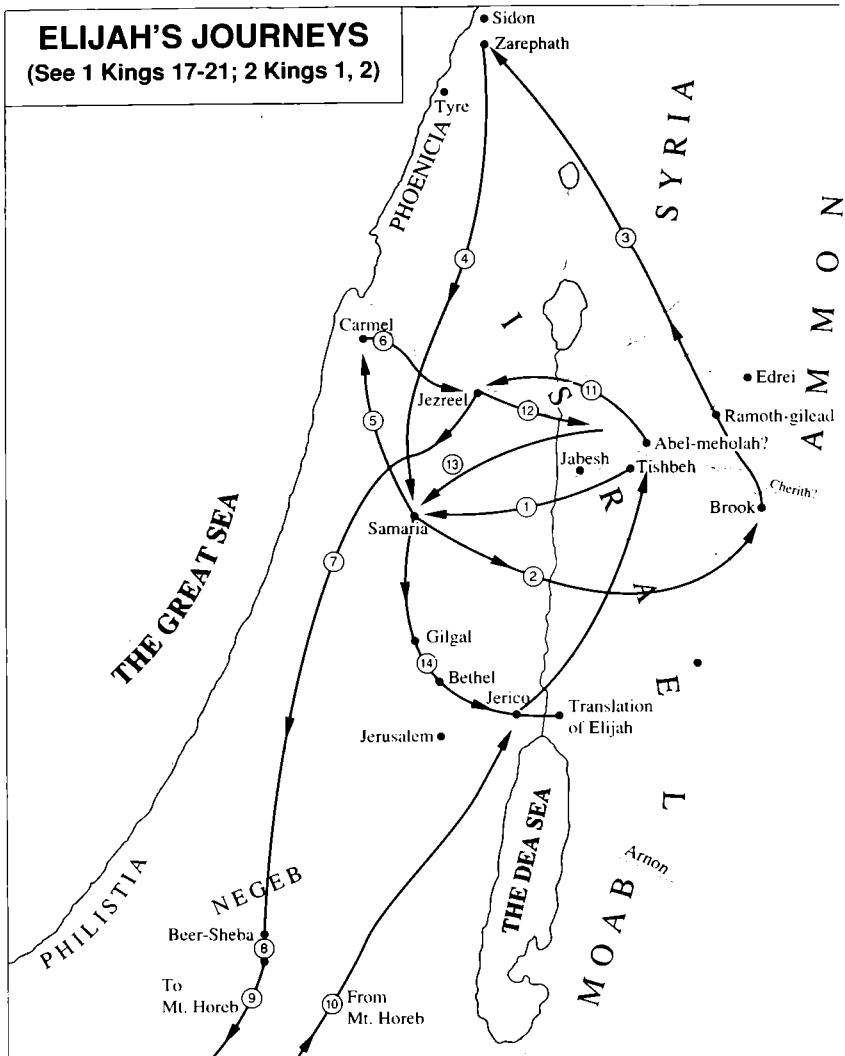 ELIJAH'S JOURNEYS
(See 1 Kings 17-21; 2 Kings 1, 2)
Sidon
Zarephath
Tyre
PHOENICIA
SYRIA
AMMON
3
4
Carmel
6
ISRAEL
Edrei
Jezreel
11
12
5
Ramoth-gilead
Abel-meholah?
13
Jabesh
Tishbeh
Cherith?
Brook
1
Samaria
THE GREAT SEA
7
2
Gilgal
14
Bethel
Jerico
Translation
of Elijah
Jerusalem
THE DEA SEA
Arnon
MOAB
PHILISTIA
NEGEB
Beer-Sheba
8
To
Mt. Horeb
9
10
From
Mt. Horeb